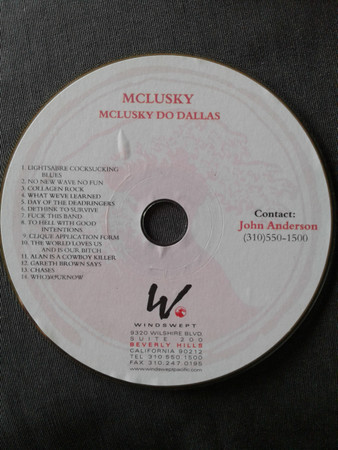 MCLUSKY
MCLUSKY DO DALLAS
1. LIGHTSABRE COCKSUCKING
BLUES
2. NO NEW WAVE NO FUN
3. COLLAGEN ROCK
4. WHAT WE'VE LEARNED
5. DAY OF THE DEADRINGERS
6. DETHINK TO SURVIVE
7. FUCK THIS BAND
8. TO HELL WITH GOOD
INTENTIONS
9. CLIQUE APPLICATION FORM
10. THE WORLD LOVES US
AND IS OUR BITCH
11. ALAN IS A COWBOY KILLER
12. GARETH BROWN SAYS
13. CHASES
14. WHOYOUKNOW
Contact:
John Anderson
(310)550-1500
W.
WINDSWEPT
9320 WILSHIRE BLVD.
SUITE 200
BEVERLY HILLS
CALIFORNIA 90212
TEL 310 550 1500
FAX 310 247 0195
www.windsweptpacific.com